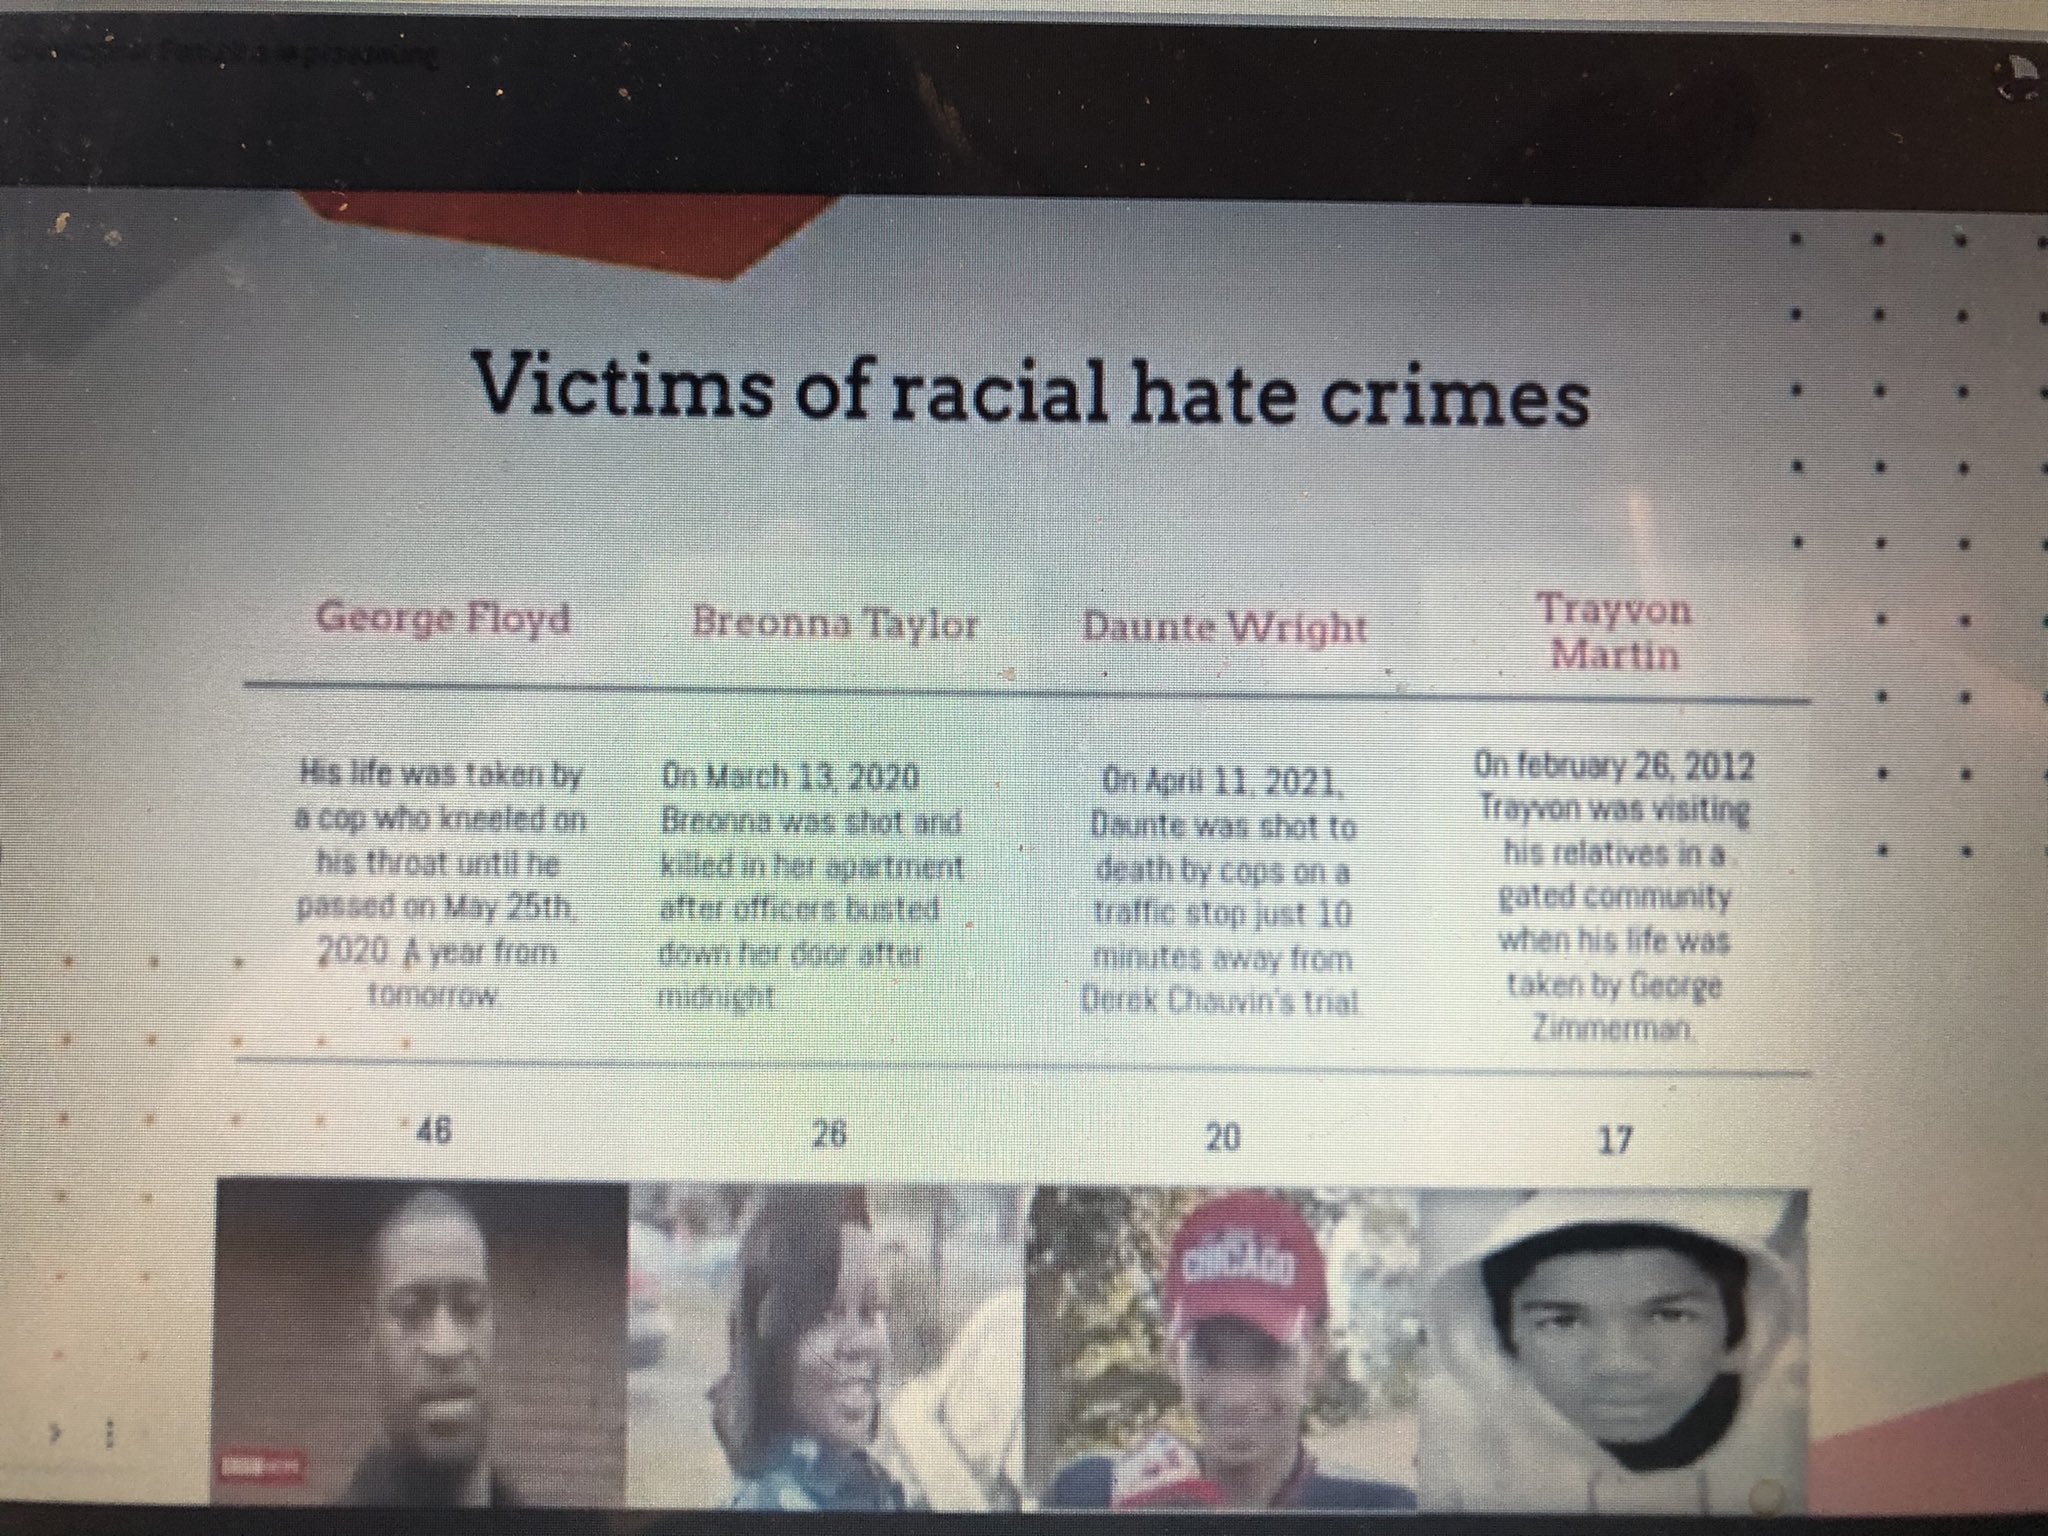 is presenting
Victims of racial hate crimes
George Floyd
Breonna Taylor
Daunte Wright
Trayvon
Martin
His life was taken by
a cop who kneeled on
his throat until he
passed on May 25th,
2020 A year from
tomorrow
On March 13, 2020
Breonna was shot and
killed in her apartment
after officers busted
down her door after
midnight
On April 11, 2021,
Daunte was shot to
death by cops on a
traffic stop just 10
minutes away from
Derek Chauvin's trial.
On february 26, 2012
Trayvon was visiting
his relatives in a
gated community
when his life was
taken by George
Zimmerman.
46
26
20
17
CHICAGO